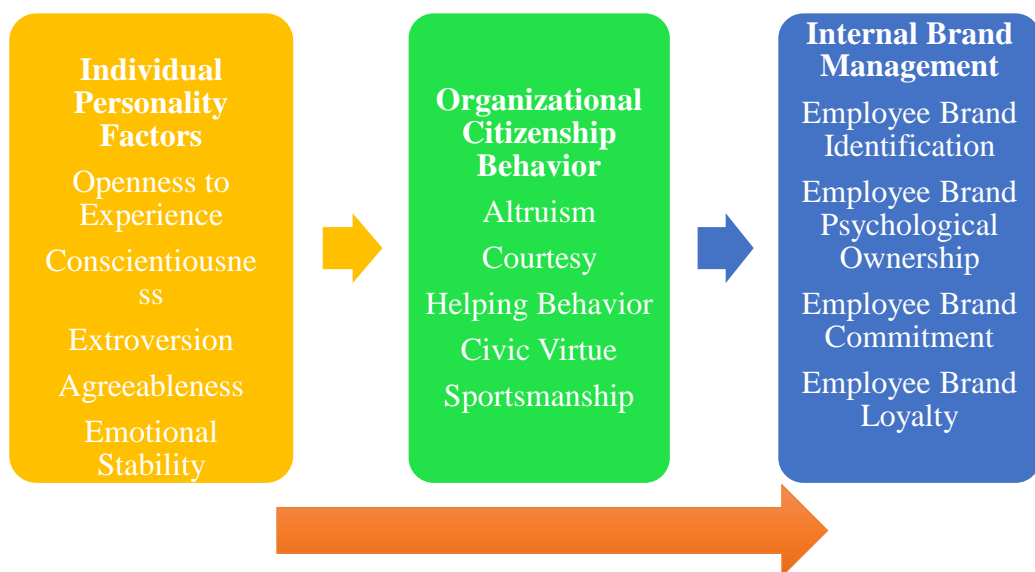 Individual
Personality
Factors
Openness to
Experience
Conscientiousne
ss
Extroversion
Agreeableness
Emotional
Stability
Organizational
Citizenship
Behavior
Altruism
Courtesy
Helping Behavior
Civic Virtue
Sportsmanship
Internal Brand
Management
Employee Brand
Identification
Employee Brand
Psychological
Ownership
Employee Brand
Commitment
Employee Brand
Loyalty